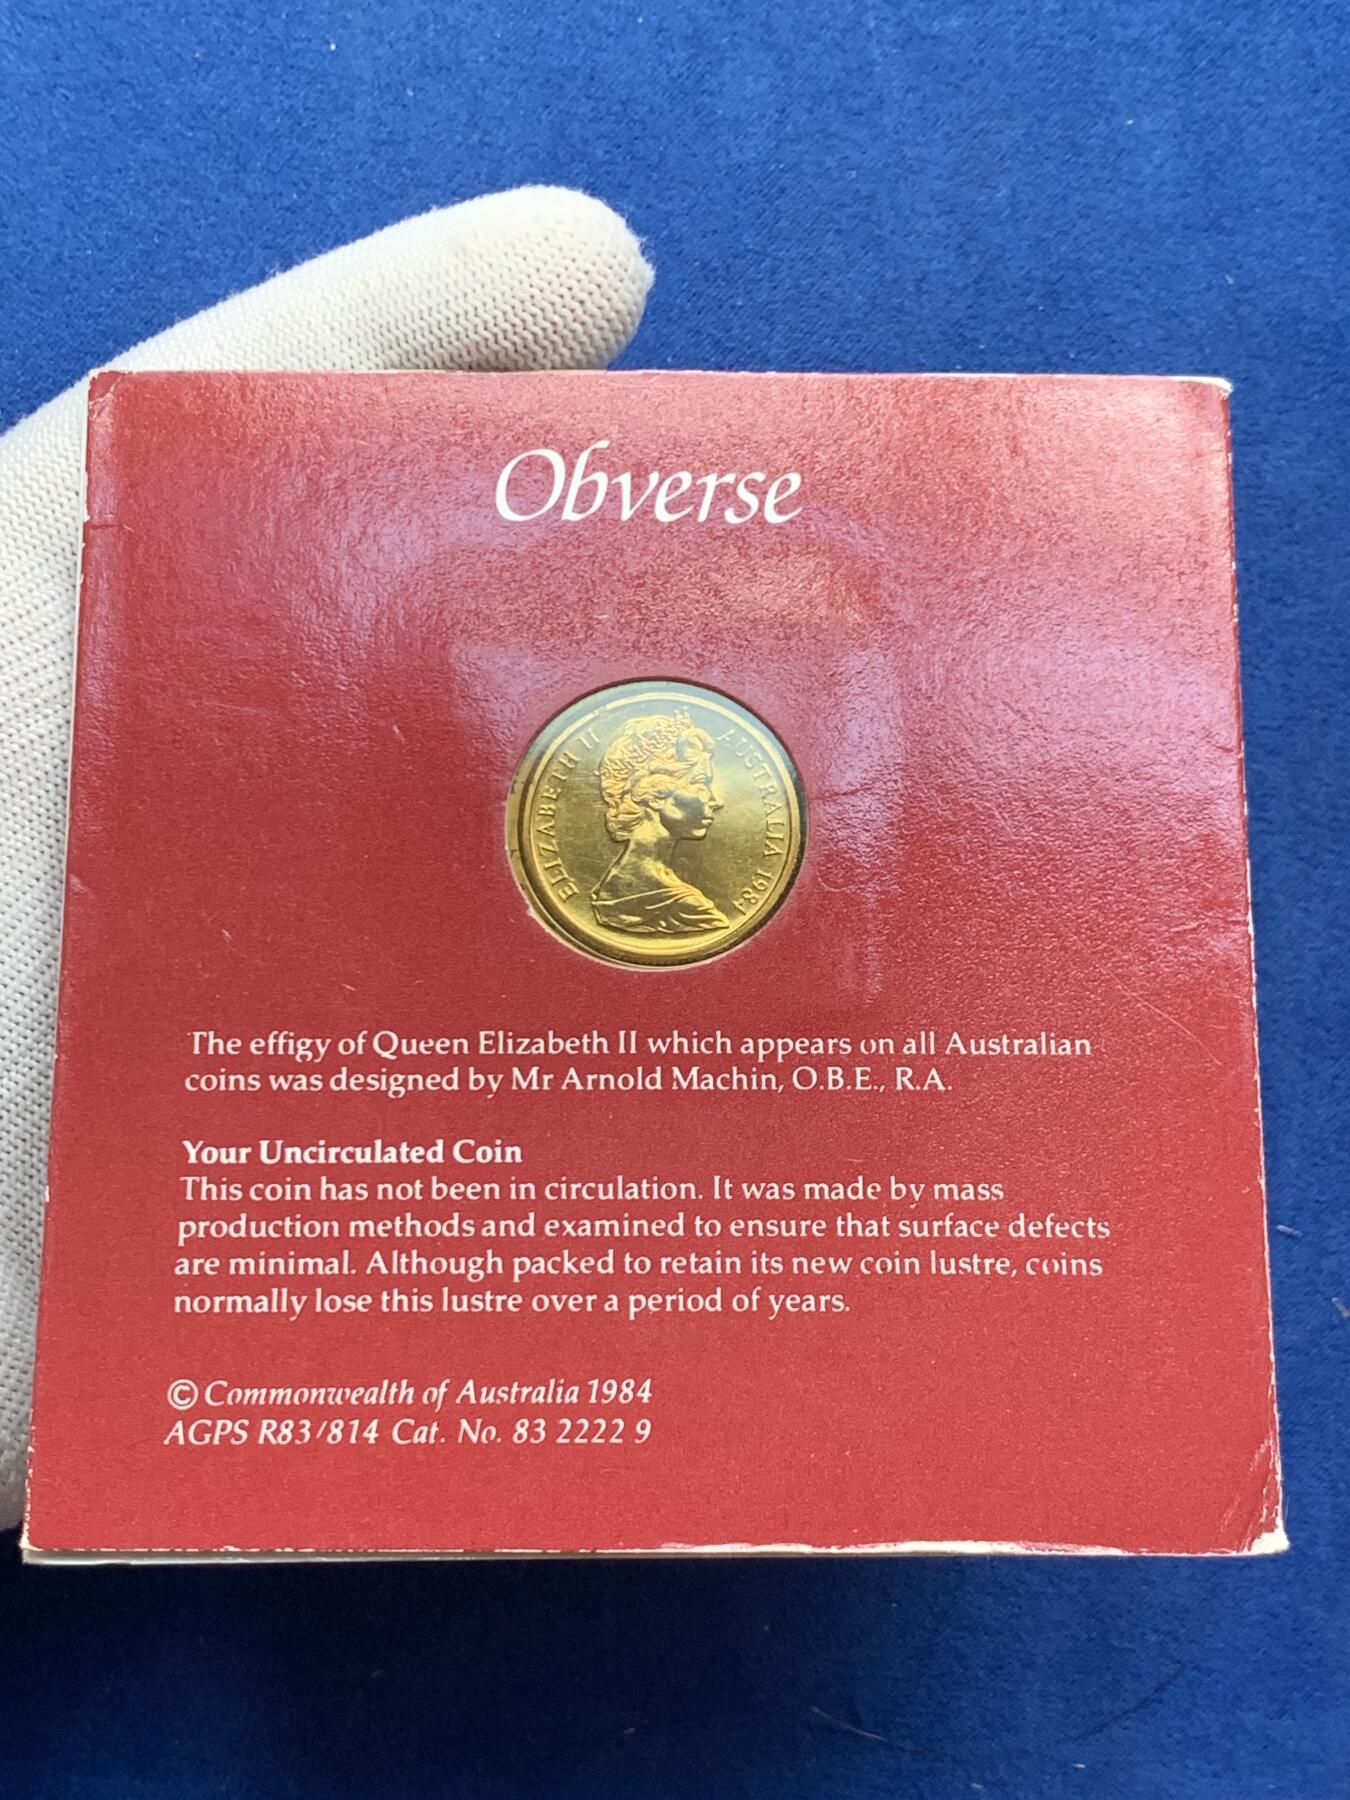 Obverse
ELIZABETH II AUSTRALIA 1984
The effigy of Queen Elizabeth II which appears on all Australian
coins was designed by Mr Arnold Machin, O.B.E., R.A.
Your Uncirculated Coin
This coin has not been in circulation. It was made by mass
production methods and examined to ensure that surface defects
are minimal. Although packed to retain its new coin lustre, coins
normally lose this lustre over a period of years.
© Commonwealth of Australia 1984
AGPS R83/814 Cat. No. 83 2222 9